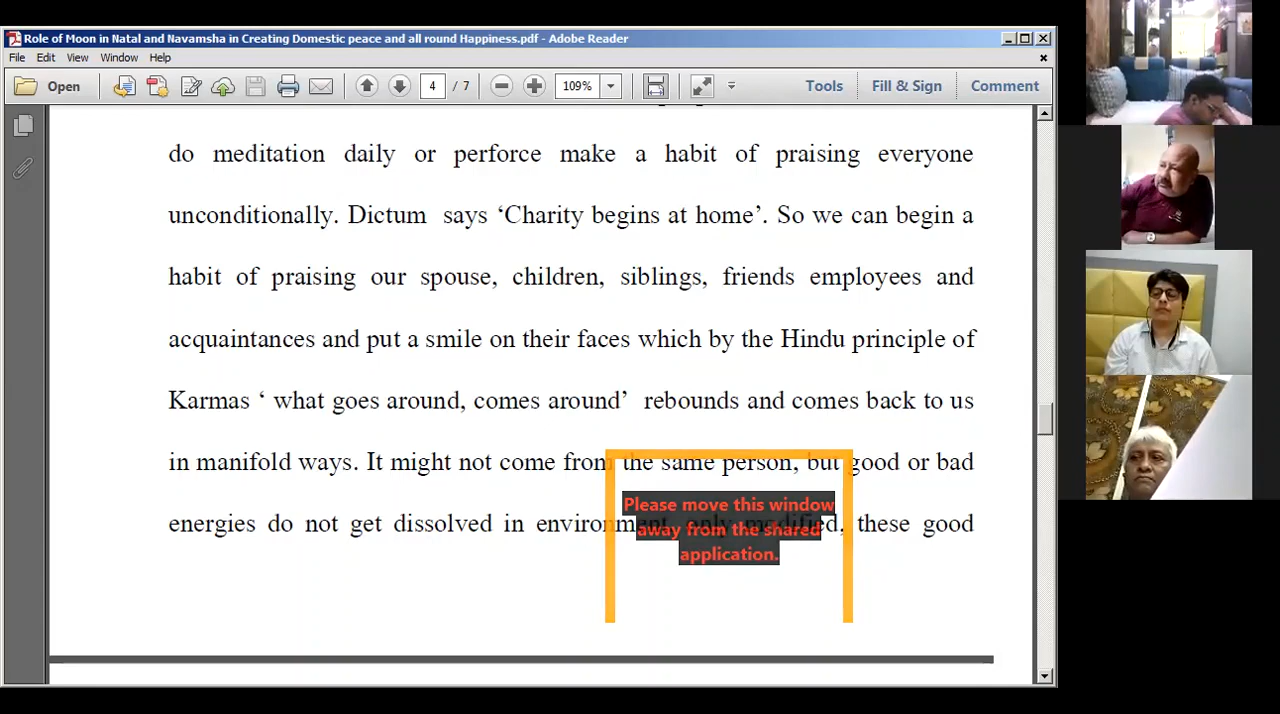 Role of Moon in Natal and Navamsha in Creating Domestic peace and all round Happiness.pdf - Adobe Reader
File Edit View Window Help
Open 4 / 7 109% Tools Fill & Sign Comment
do meditation daily or perforce make a habit of praising everyone
unconditionally. Dictum says ‘Charity begins at home’. So we can begin a
habit of praising our spouse, children, siblings, friends employees and
acquaintances and put a smile on their faces which by the Hindu principle of
Karmas ‘ what goes around, comes around’ rebounds and comes back to us
in manifold ways. It might not come from the same person, but good or bad
energies do not get dissolved in environment, only modified, these good
Please move this window
away from the shared
application.